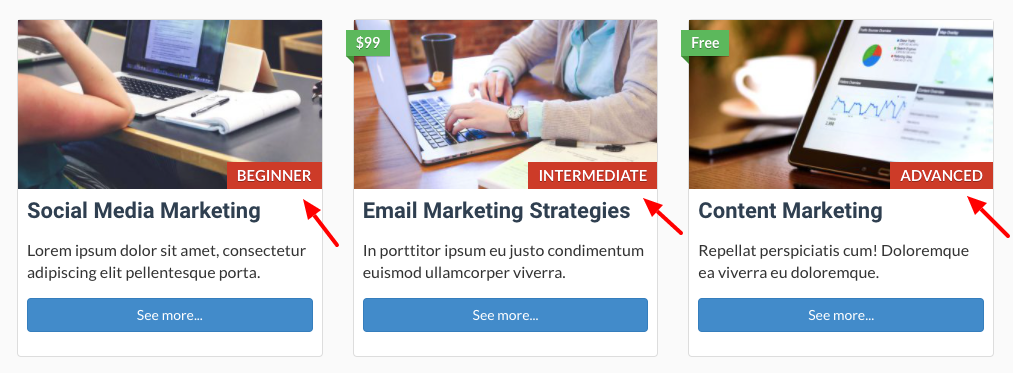 BEGINNER
Social Media Marketing
Lorem ipsum dolor sit amet, consectetur
adipiscing elit pellentesque porta.
See more...
$99
INTERMEDIATE
Email Marketing Strategies
In porttitor ipsum eu justo condimentum
euismod ullamcorper viverra.
See more...
Free
ADVANCED
Content Marketing
Repellat perspiciatis cum! Doloremque
ea viverra eu doloremque.
See more...